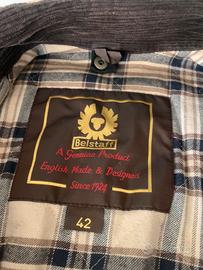 Belstaff
A Genuine Product
English Made & Designed
Since 1924
42